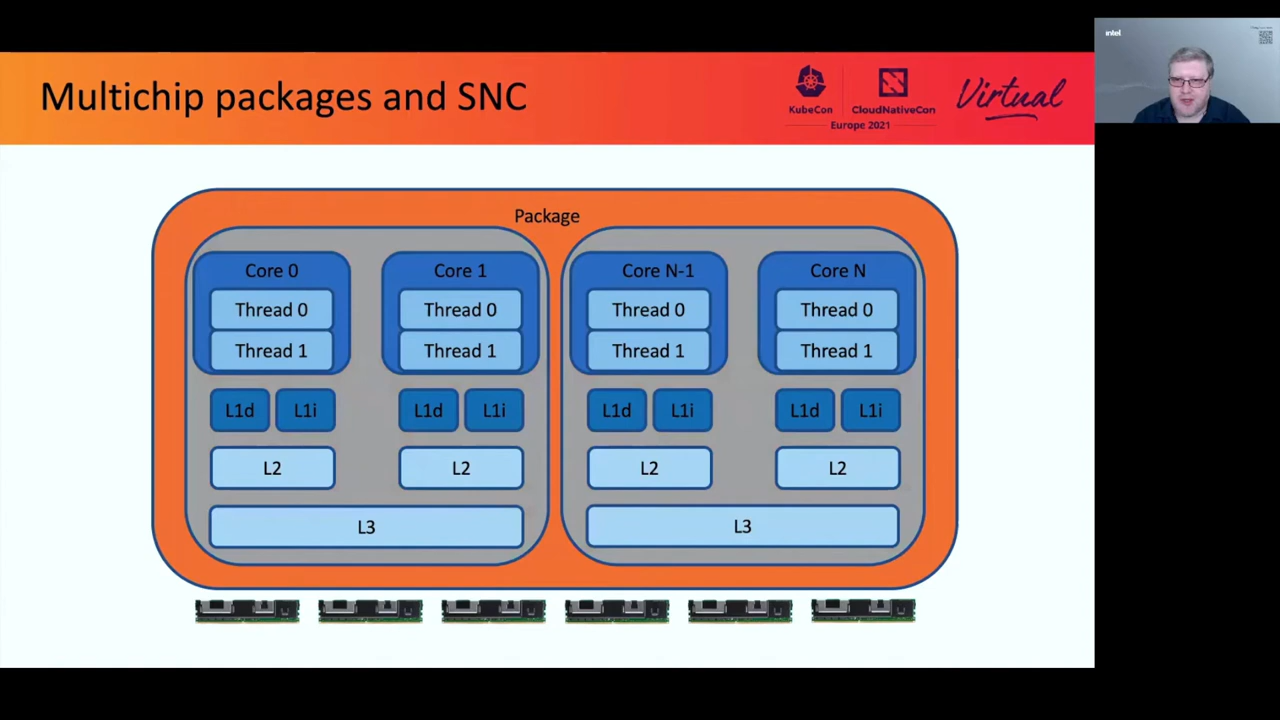 Multichip packages and SNC
KubeCon
CloudNativeCon
Europe 2021
Virtual
intel
Package
Core 0
Core 1
Core N-1
Core N
Thread 0
Thread 0
Thread 0
Thread 0
Thread 1
Thread 1
Thread 1
Thread 1
L1d
L1i
L1d
L1i
L1d
L1i
L1d
L1i
L2
L2
L2
L2
L3
L3